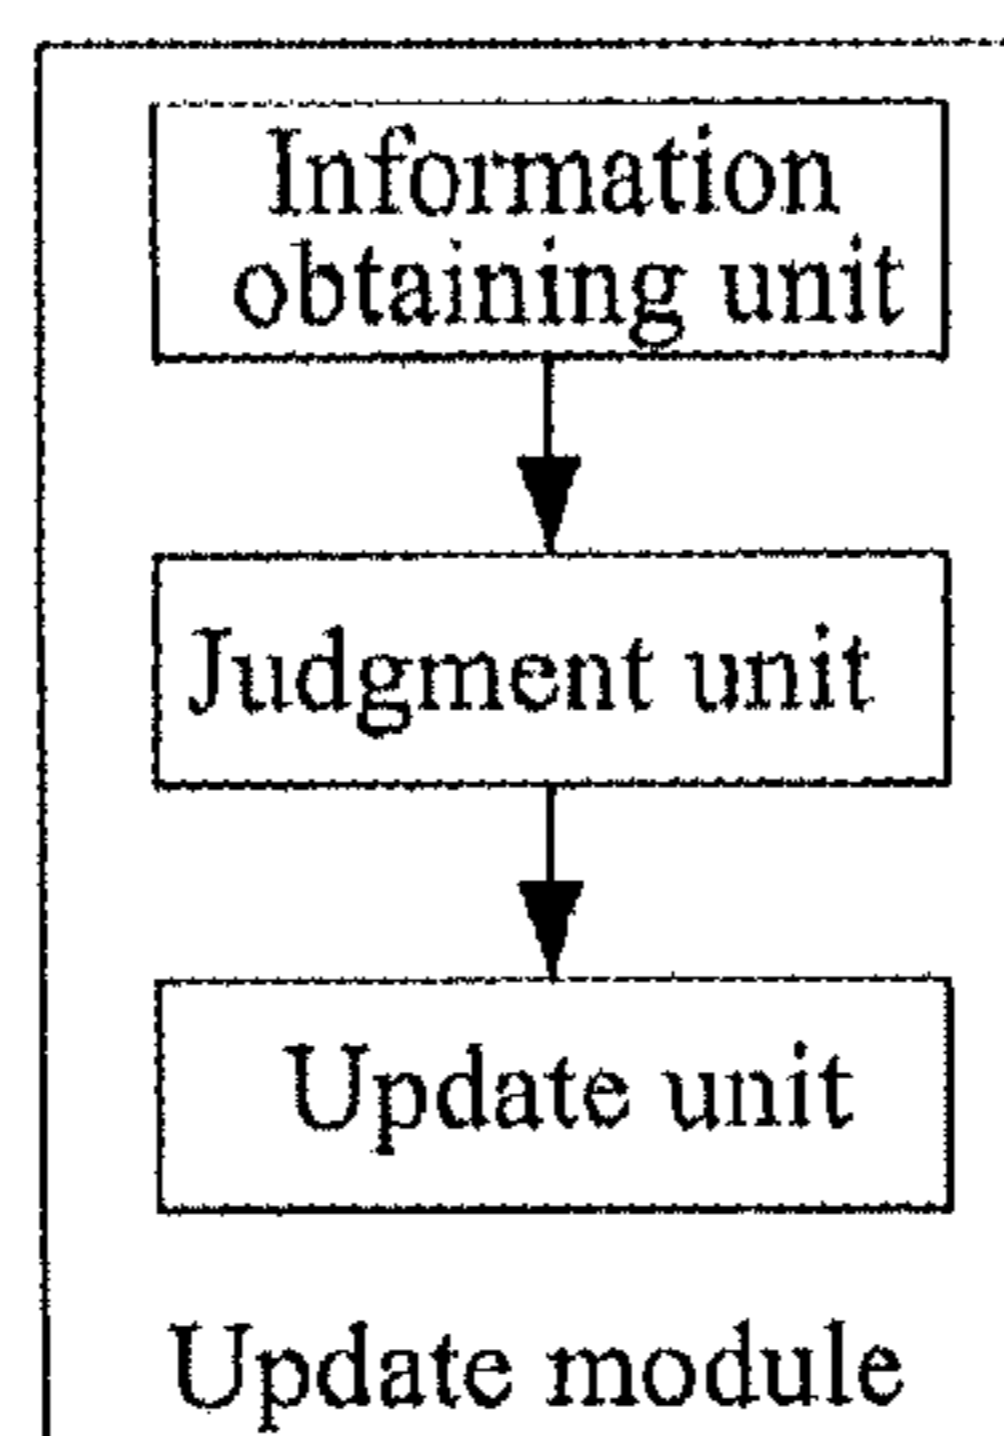 Information
obtaining unit
Judgment unit
Update unit
Update module